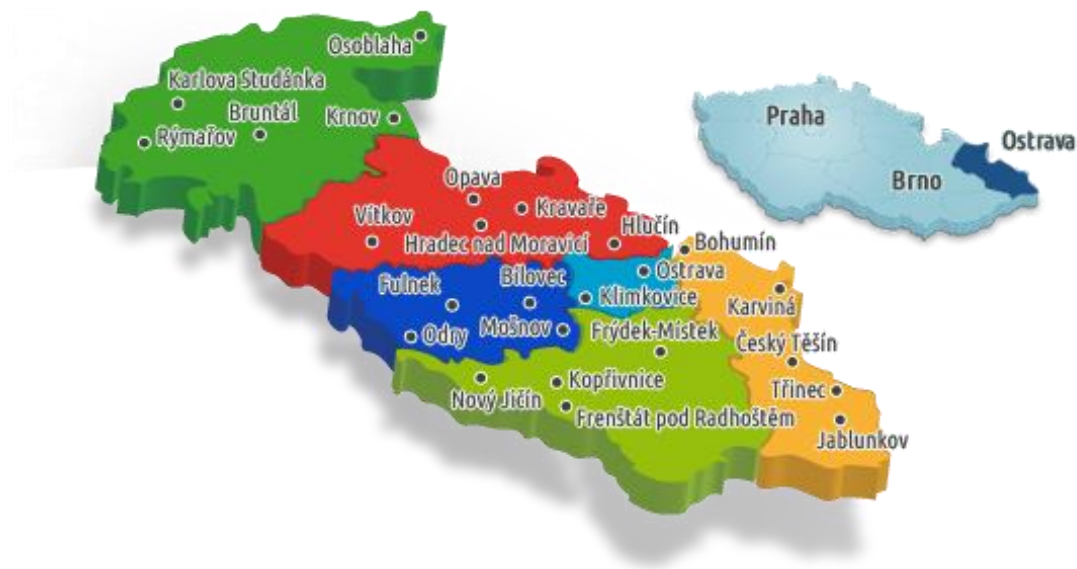 Osoblaha
Karlova Studánka
Bruntál
Krnov
Rýmařov
Praha
Ostrava
Brno
Opava
Kravaře
Vítkov
Hlučín
Hradec nad Moravicí
Bohumín
Ostrava
Bílovec
Fulnek
Klimkovice
Karviná
Mošnov
Odry
Frýdek-Místek
Český Těšín
Kopřivnice
Třinec
Nový Jičín
Frenštát pod Radhoštěm
Jablunkov